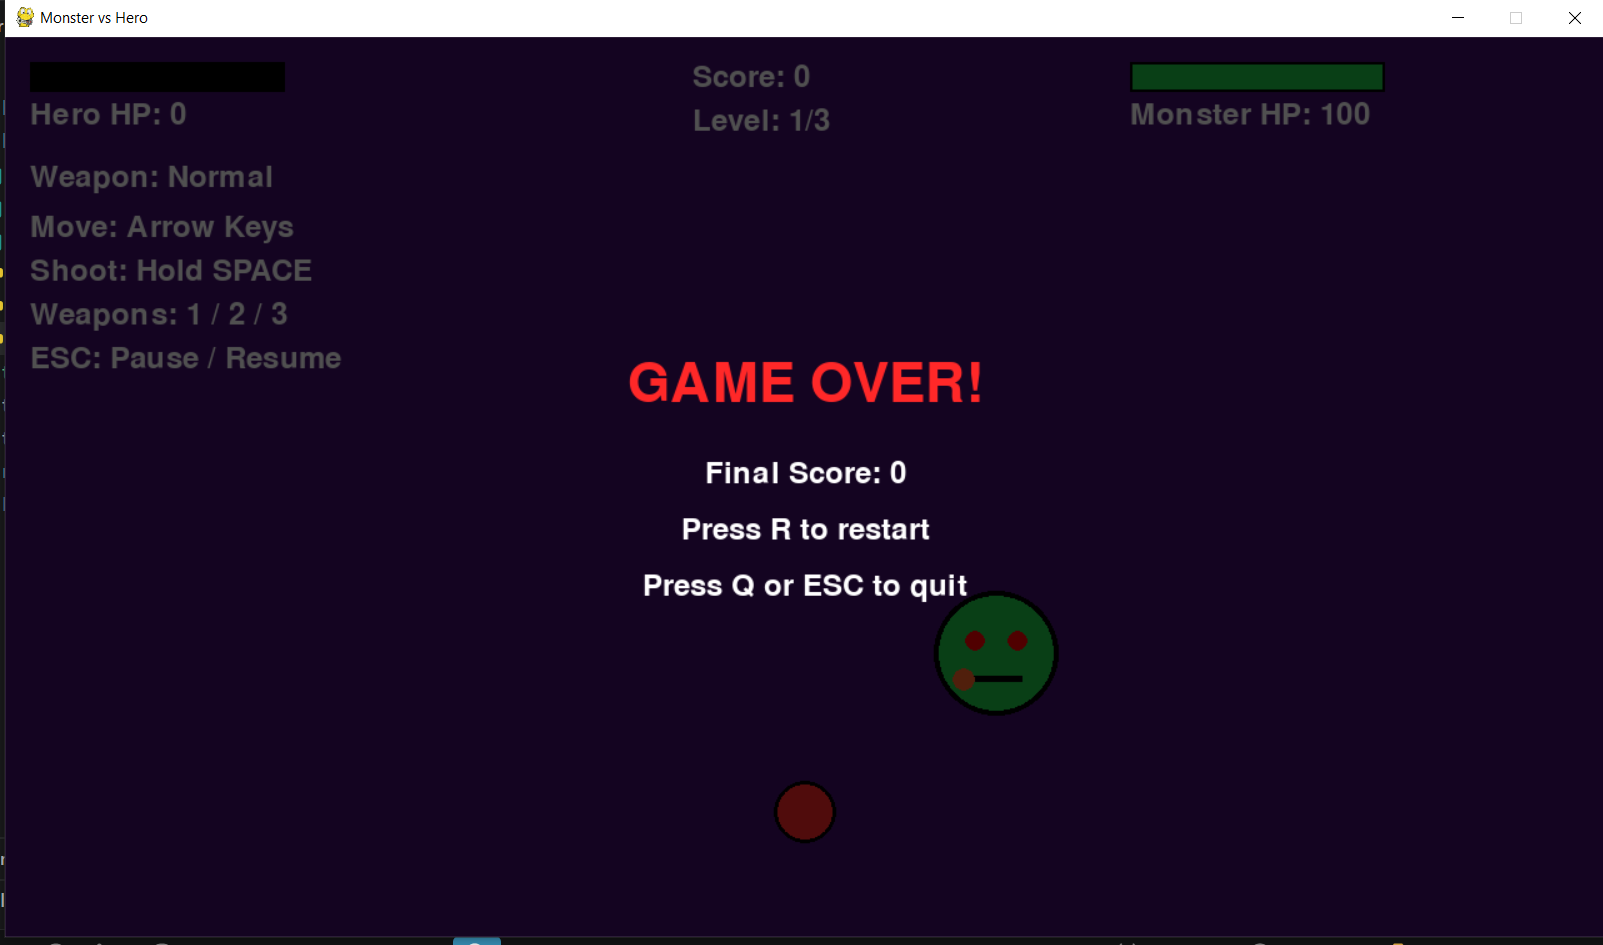 Monster vs Hero
Score: 0
Hero HP: 0
Level: 1/3
Monster HP: 100
Weapon: Normal
Move: Arrow Keys
Shoot: Hold SPACE
Weapons: 1 / 2 / 3
ESC: Pause / Resume
GAME OVER!
Final Score: 0
Press R to restart
Press Q or ESC to quit